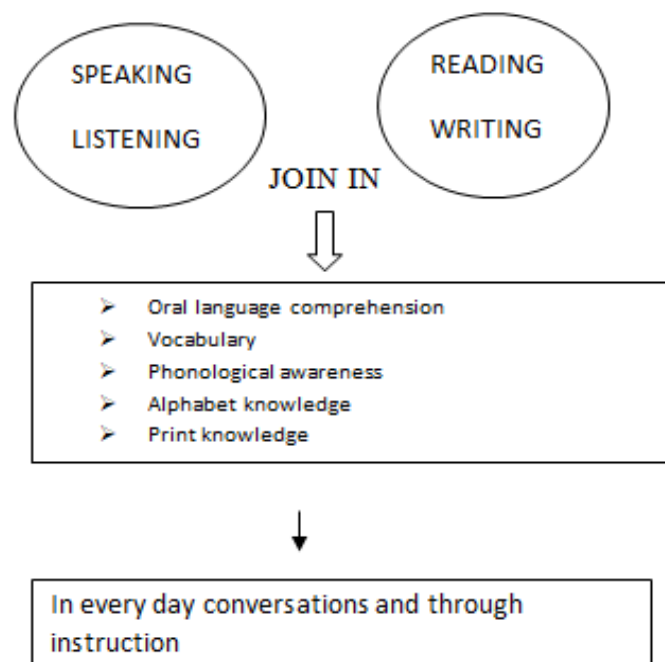 SPEAKING
LISTENING
READING
WRITING
JOIN IN
➢ Oral language comprehension
➢ Vocabulary
➢ Phonological awareness
➢ Alphabet knowledge
➢ Print knowledge
In every day conversations and through
instruction